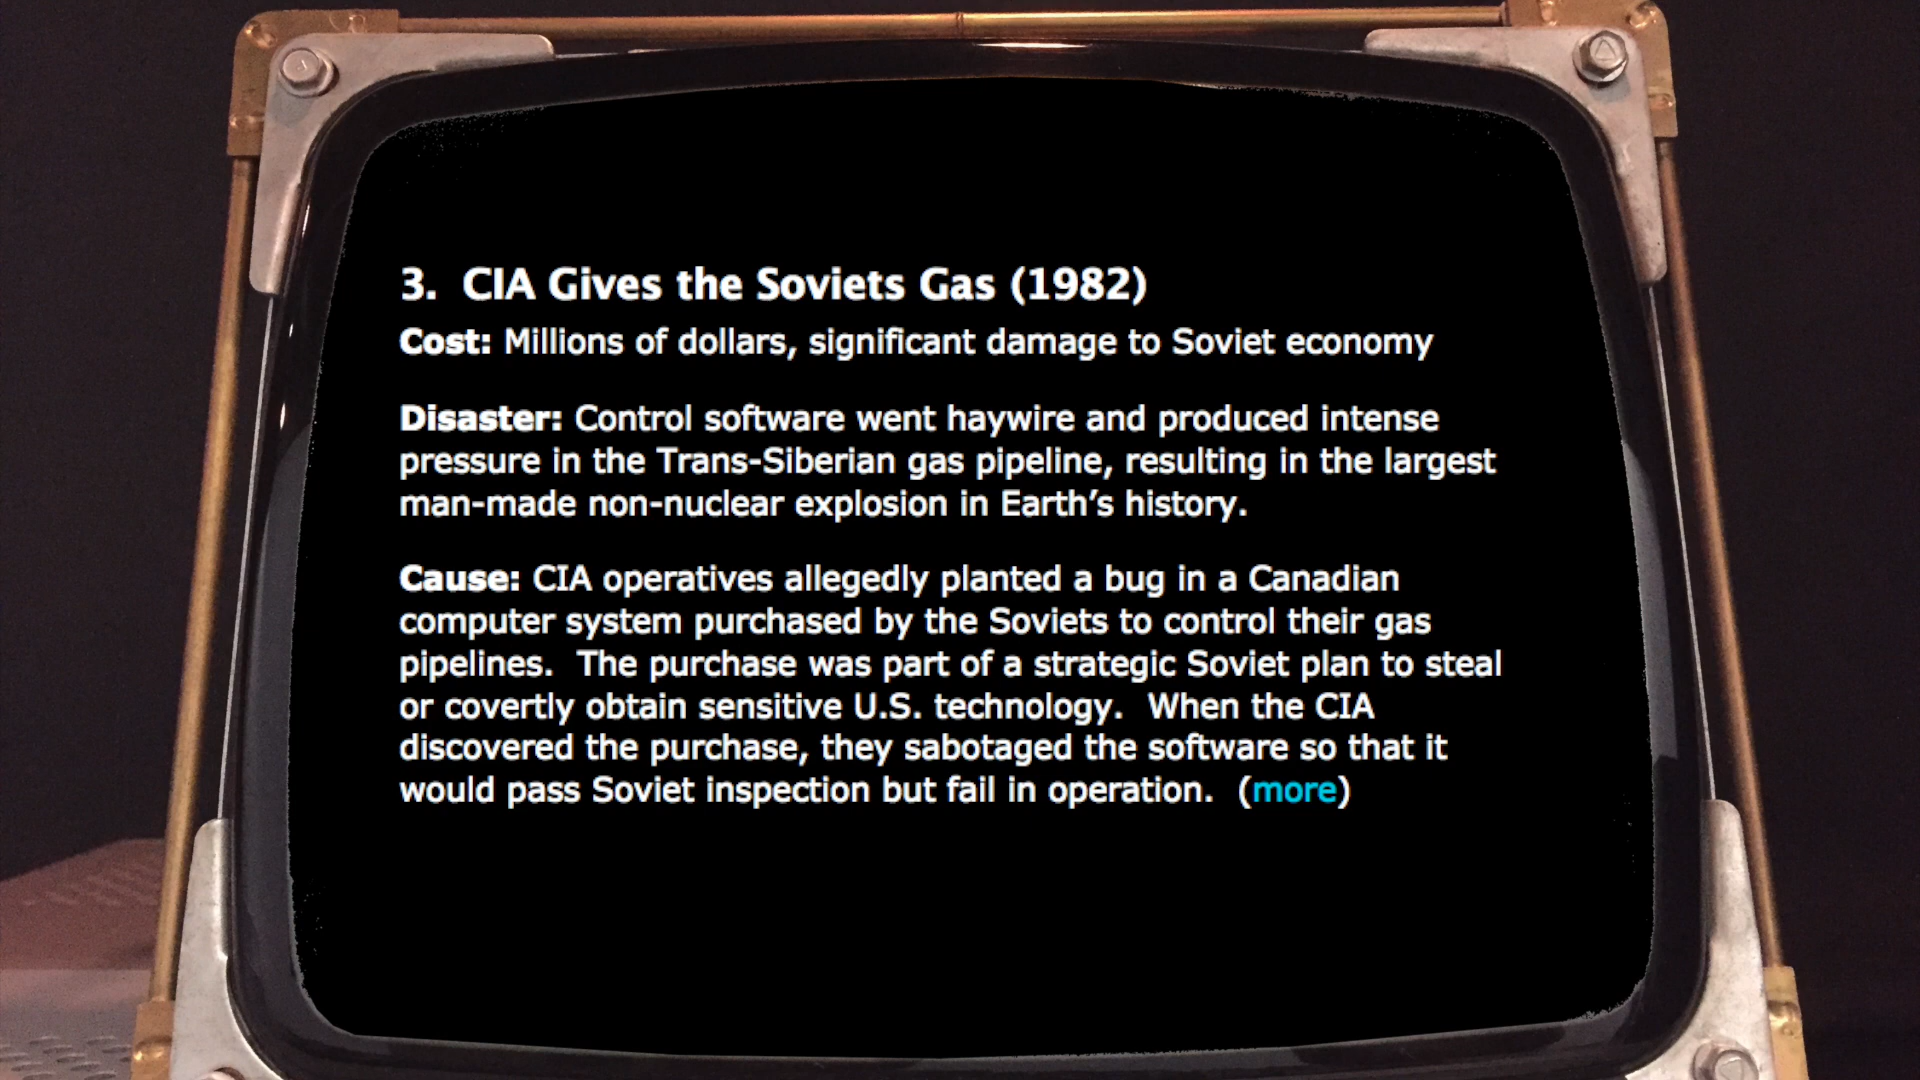 3.  CIA Gives the Soviets Gas (1982)
Cost: Millions of dollars, significant damage to Soviet economy
Disaster: Control software went haywire and produced intense
pressure in the Trans-Siberian gas pipeline, resulting in the largest
man-made non-nuclear explosion in Earth’s history.
Cause: CIA operatives allegedly planted a bug in a Canadian
computer system purchased by the Soviets to control their gas
pipelines.  The purchase was part of a strategic Soviet plan to steal
or covertly obtain sensitive U.S. technology.  When the CIA
discovered the purchase, they sabotaged the software so that it
would pass Soviet inspection but fail in operation.  (more)